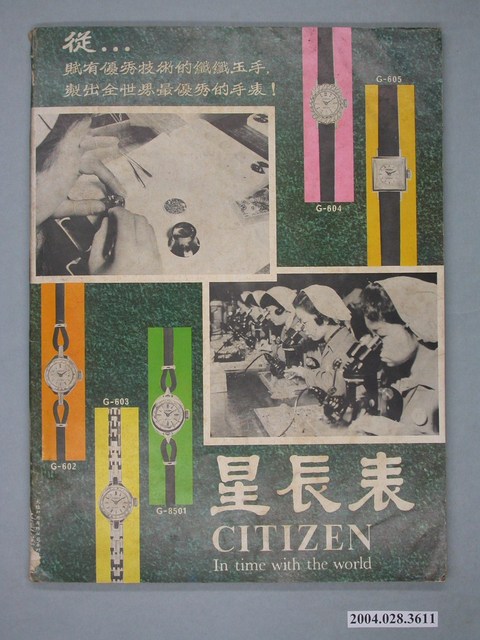 從...
賦有優秀技術的纖纖玉手,
製出全世界最優秀的手表!
G-605
G-604
G-603
G-602
G-8501
星辰表
CITIZEN
In time with the world
2004.028.3611